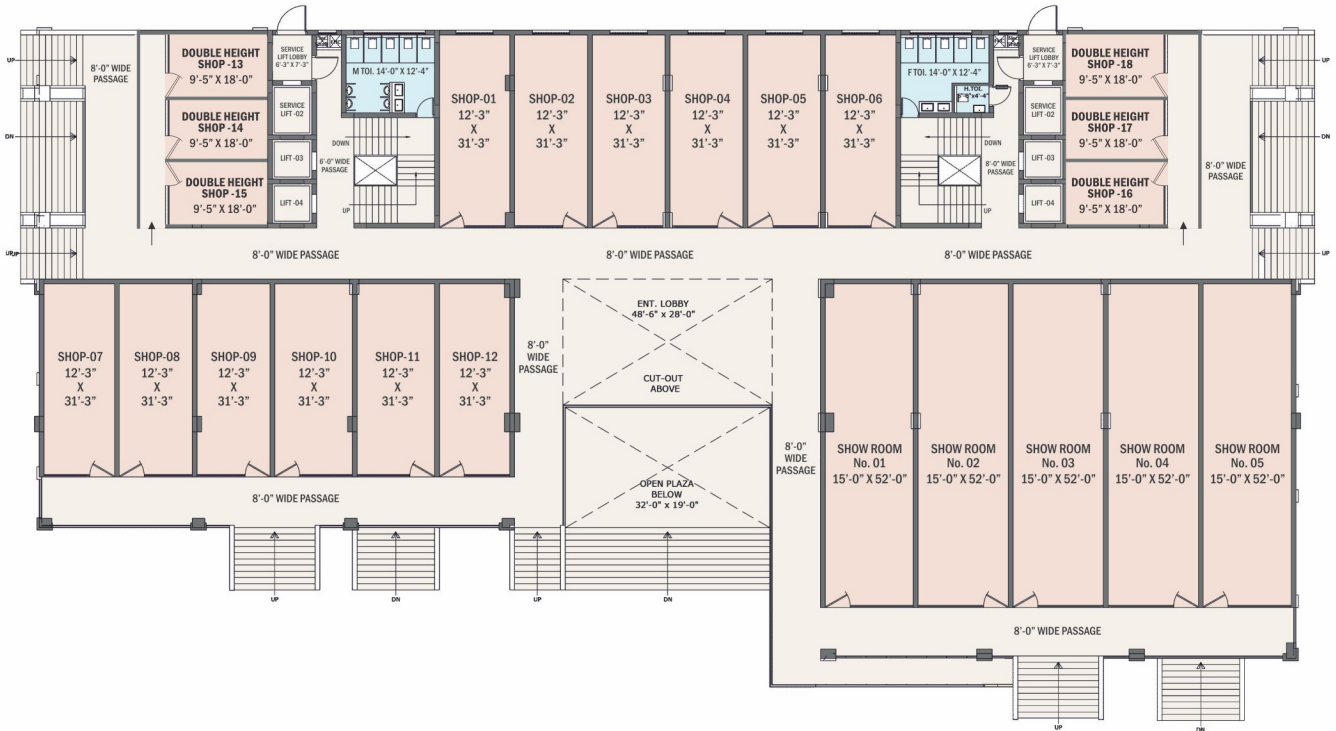 UP
DN
UP
8'-0" WIDE
PASSAGE
DOUBLE HEIGHT
SHOP -13
9'-5" X 18'-0"
DOUBLE HEIGHT
SHOP -14
9'-5" X 18'-0"
DOUBLE HEIGHT
SHOP -15
9'-5" X 18'-0"
SERVICE
LIFT LOBBY
6'-3" X 7'-3"
SERVICE
LIFT -02
LIFT -03
LIFT -04
M TOI. 14'-0" X 12'-4"
DOWN
6'-0" WIDE
PASSAGE
UP
SHOP-01
12'-3"
X
31'-3"
SHOP-02
12'-3"
X
31'-3"
SHOP-03
12'-3"
X
31'-3"
SHOP-04
12'-3"
X
31'-3"
SHOP-05
12'-3"
X
31'-3"
SHOP-06
12'-3"
X
31'-3"
F TOI. 14'-0" X 12'-4"
H.TOI.
DOWN
8'-0" WIDE
PASSAGE
UP
SERVICE
LIFT LOBBY
6'-3" X 7'-3"
SERVICE
LIFT -02
LIFT -03
LIFT -04
DOUBLE HEIGHT
SHOP -18
9'-5" X 18'-0"
DOUBLE HEIGHT
SHOP -17
9'-5" X 18'-0"
DOUBLE HEIGHT
SHOP -16
9'-5" X 18'-0"
8'-0" WIDE
PASSAGE
UP
DN
UP
8'-0" WIDE PASSAGE
8'-0" WIDE PASSAGE
8'-0" WIDE PASSAGE
SHOP-07
12'-3"
X
31'-3"
SHOP-08
12'-3"
X
31'-3"
SHOP-09
12'-3"
X
31'-3"
SHOP-10
12'-3"
X
31'-3"
SHOP-11
12'-3"
X
31'-3"
SHOP-12
12'-3"
X
31'-3"
8'-0"
WIDE
PASSAGE
ENT. LOBBY
48'-6" x 28'-0"
CUT-OUT
ABOVE
OPEN PLAZA
BELOW
32'-0" x 19'-0"
8'-0"
WIDE
PASSAGE
SHOW ROOM
No. 01
15'-0" X 52'-0"
SHOW ROOM
No. 02
15'-0" X 52'-0"
SHOW ROOM
No. 03
15'-0" X 52'-0"
SHOW ROOM
No. 04
15'-0" X 52'-0"
SHOW ROOM
No. 05
15'-0" X 52'-0"
8'-0" WIDE PASSAGE
UP
DN
UP
DN
8'-0" WIDE PASSAGE
UP
DN